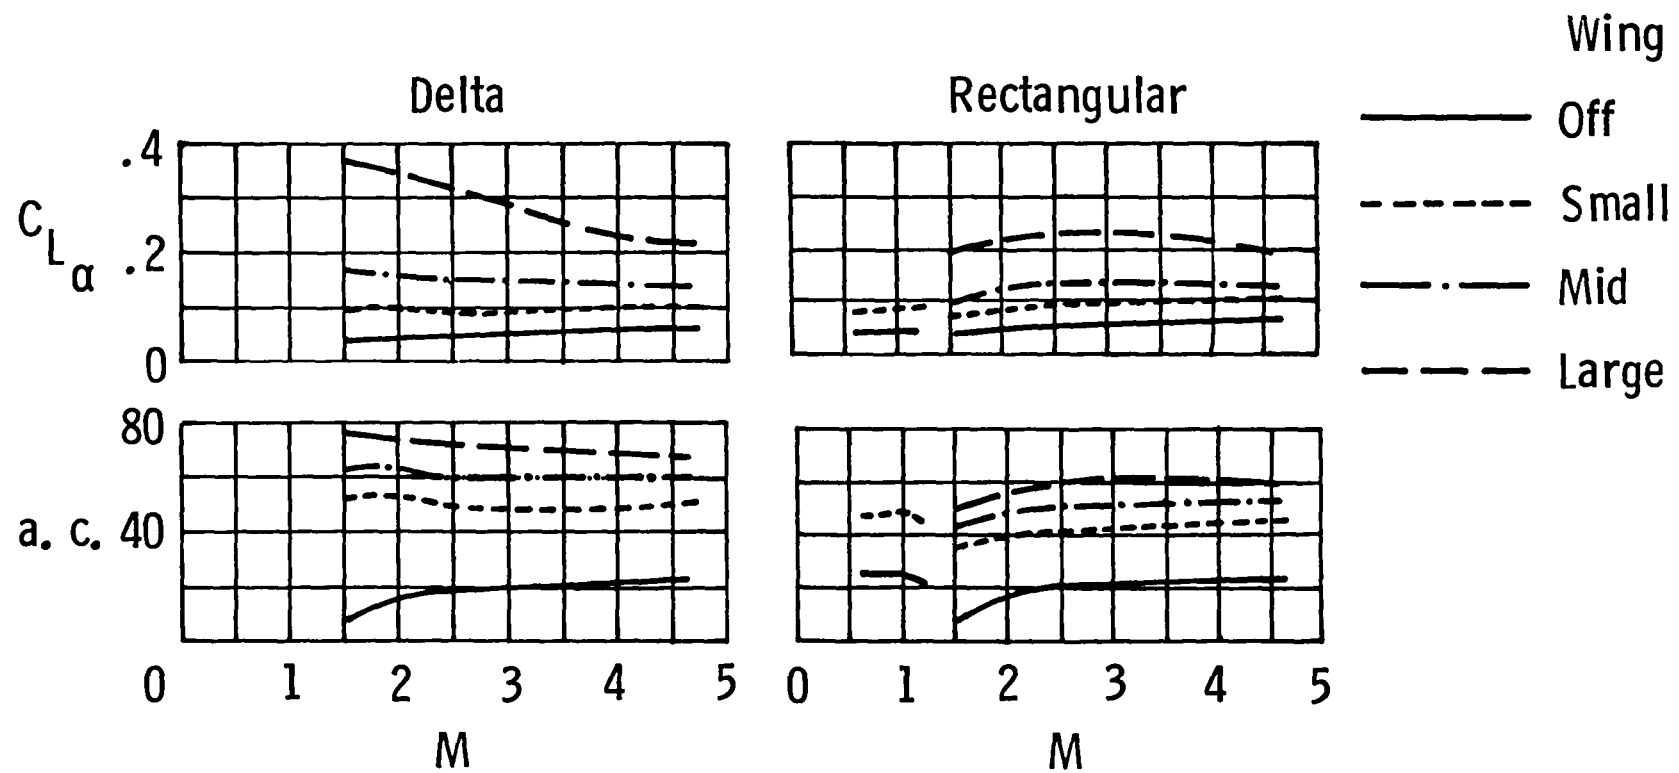 Wing
Delta
Rectangular
Off
Small
Mid
Large
.4
C_Lα
.2
0
80
a. c. 40
0 1 2 3 4 5
0 1 2 3 4 5
M
M